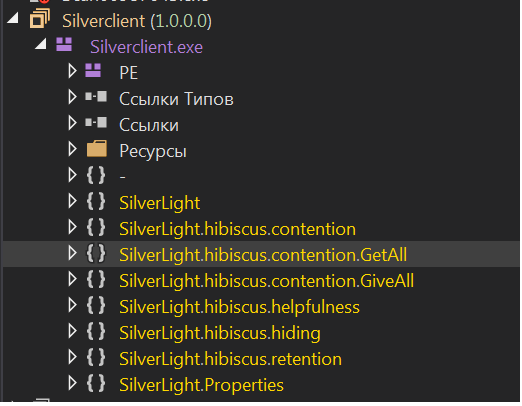 Silverclient (1.0.0.0)
Silverclient.exe
PE
Ссылки Типов
Ссылки
Ресурсы
{ } -
{ } SilverLight
{ } SilverLight.hibiscus.contention
{ } SilverLight.hibiscus.contention.GetAll
{ } SilverLight.hibiscus.contention.GiveAll
{ } SilverLight.hibiscus.helpfulness
{ } SilverLight.hibiscus.hiding
{ } SilverLight.hibiscus.retention
{ } SilverLight.Properties